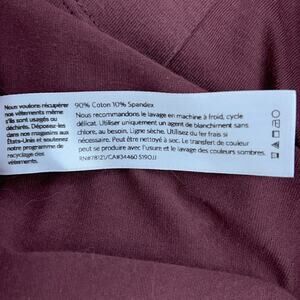 Nous voulons récupérer
nos vêtements même
s'ils sont usagés ou
déchirés. Déposez-les
dans nos magasins aux
États-Unis et soutenez
notre programme de
recyclage des
vêtements.
90% Coton 10% Spandex
Nous recommandons le lavage en machine à froid, cycle
délicat. Utiliser uniquement un agent de blanchiment sans
chlore, au besoin. Ligne sèche. Utilisez du fer frais si
nécessaire. Peut être nettoyé à sec. Le transfert de couleur
peut se produire avec l'usure et le lavage des couleurs sombres.
RN#78121/CA#34460 S19OJJ